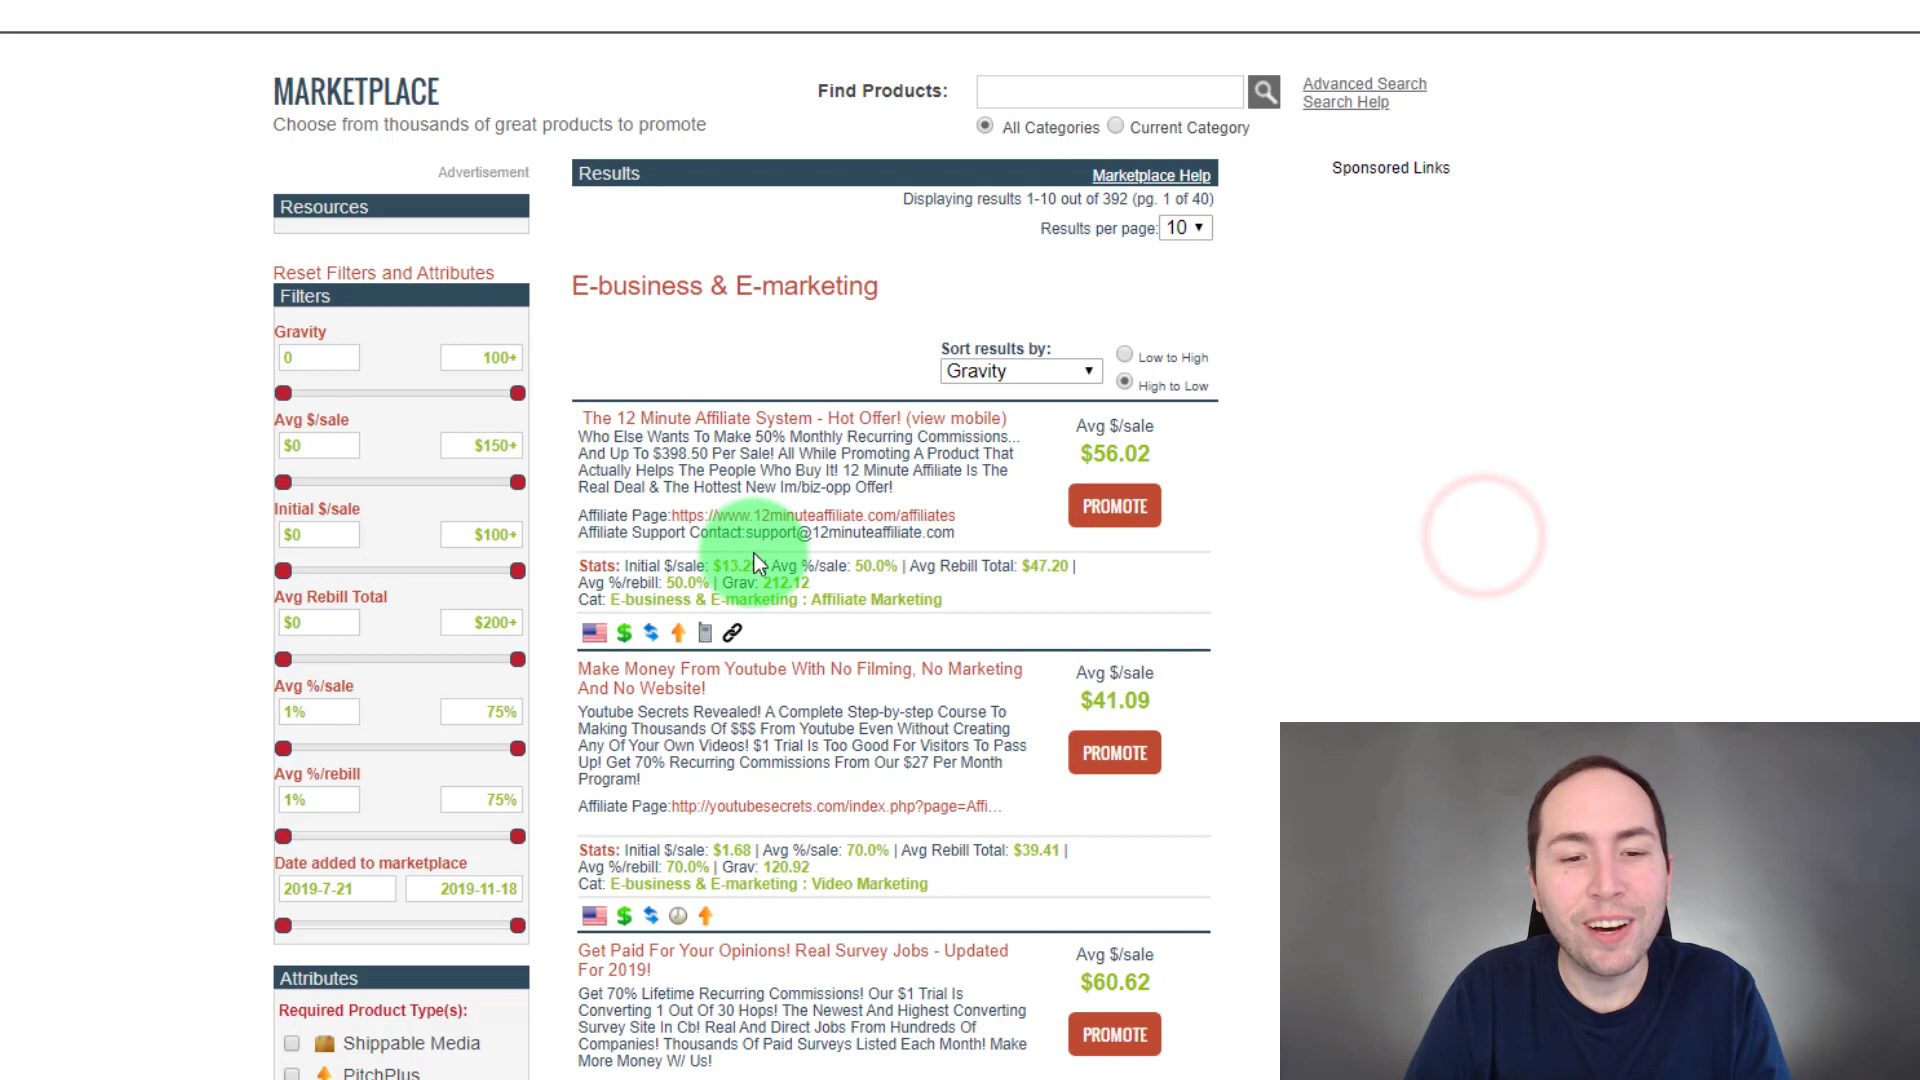 MARKETPLACE
Choose from thousands of great products to promote
Find Products:
Advanced Search
Search Help
All Categories
Current Category
Advertisement
Resources
Reset Filters and Attributes
Filters
Gravity
0 100+
Avg $/sale
$0 $150+
Initial $/sale
$0 $100+
Avg Rebill Total
$0 $200+
Avg %/sale
1% 75%
Avg %/rebill
1% 75%
Date added to marketplace
2019-7-21 2019-11-18
Attributes
Required Product Type(s):
Shippable Media
PitchPlus
Results Marketplace Help
Displaying results 1-10 out of 392 (pg. 1 of 40)
Results per page: 10
E-business & E-marketing
Sort results by:
Gravity
Low to High
High to Low
The 12 Minute Affiliate System - Hot Offer! (view mobile)
Who Else Wants To Make 50% Monthly Recurring Commissions...
And Up To $398.50 Per Sale! All While Promoting A Product That
Actually Helps The People Who Buy It! 12 Minute Affiliate Is The
Real Deal & The Hottest New Im/biz-opp Offer!
Affiliate Page:https://www.12minuteaffiliate.com/affiliates
Affiliate Support Contact:support@12minuteaffiliate.com
Avg $/sale
$56.02
PROMOTE
Stats: Initial $/sale: Avg %/sale: 50.0% | Avg Rebill Total: $47.20 |
Avg %/rebill: 50.0% | Grav: 212.12
Cat: E-business & E-marketing : Affiliate Marketing
Make Money From Youtube With No Filming, No Marketing
And No Website!
Youtube Secrets Revealed! A Complete Step-by-step Course To
Making Thousands Of $$$ From Youtube Even Without Creating
Any Of Your Own Videos! $1 Trial Is Too Good For Visitors To Pass
Up! Get 70% Recurring Commissions From Our $27 Per Month
Program!
Affiliate Page:http://youtubesecrets.com/index.php?page=Affi...
Avg $/sale
$41.09
PROMOTE
Stats: Initial $/sale: $1.68 | Avg %/sale: 70.0% | Avg Rebill Total: $39.41 |
Avg %/rebill: 70.0% | Grav: 120.92
Cat: E-business & E-marketing : Video Marketing
Get Paid For Your Opinions! Real Survey Jobs - Updated
For 2019!
Get 70% Lifetime Recurring Commissions! Our $1 Trial Is
Converting 1 Out Of 30 Hops! The Newest And Highest Converting
Survey Site In Cb! Real And Direct Jobs From Hundreds Of
Companies! Thousands Of Paid Surveys Listed Each Month! Make
More Money W/ Us!
Avg $/sale
$60.62
PROMOTE
Sponsored Links